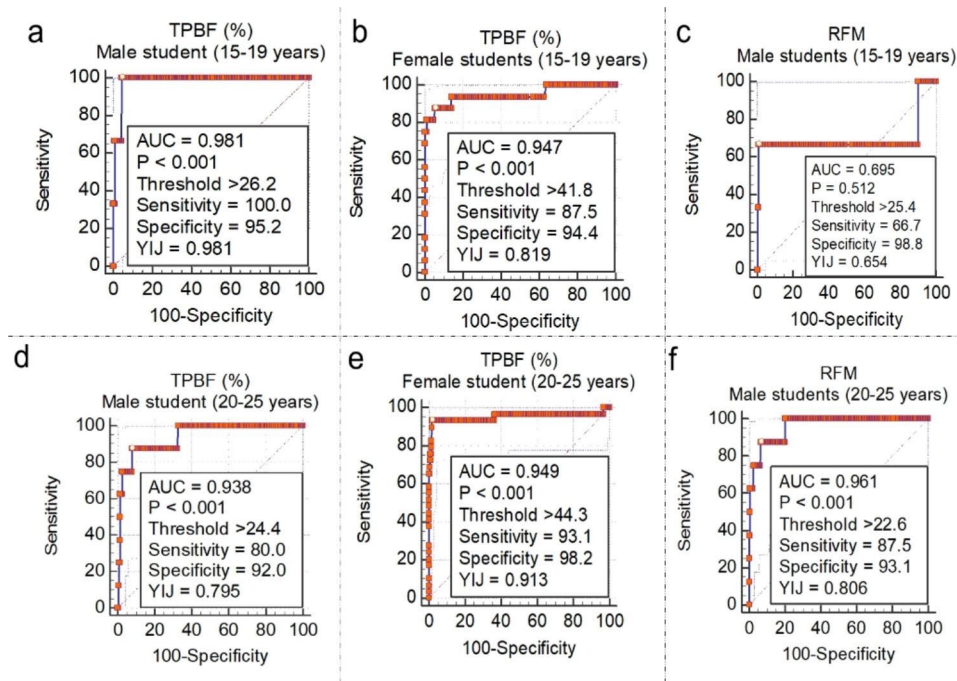 a
TPBF (%)
Male student (15-19 years)
100
80
60
40
20
0
Sensitivity
AUC = 0.981
P < 0.001
Threshold >26.2
Sensitivity = 100.0
Specificity = 95.2
YIJ = 0.981
0 20 40 60 80 100
100-Specificity
b
TPBF (%)
Female students (15-19 years)
100
80
60
40
20
0
Sensitivity
AUC = 0.947
P < 0.001
Threshold >41.8
Sensitivity = 87.5
Specificity = 94.4
YIJ = 0.819
0 20 40 60 80 100
100-Specificity
c
RFM
Male students (15-19 years)
100
80
60
40
20
0
Sensitivity
AUC = 0.695
P = 0.512
Threshold >25.4
Sensitivity = 66.7
Specificity = 98.8
YIJ = 0.654
0 20 40 60 80 100
100-Specificity
d
TPBF (%)
Male student (20-25 years)
100
80
60
40
20
0
Sensitivity
AUC = 0.938
P < 0.001
Threshold >24.4
Sensitivity = 80.0
Specificity = 92.0
YIJ = 0.795
0 20 40 60 80 100
100-Specificity
e
TPBF (%)
Female student (20-25 years)
100
80
60
40
20
0
Sensitivity
AUC = 0.949
P < 0.001
Threshold >44.3
Sensitivity = 93.1
Specificity = 98.2
YIJ = 0.913
0 20 40 60 80 100
100-Specificity
f
RFM
Male students (20-25 years)
100
80
60
40
20
0
Sensitivity
AUC = 0.961
P < 0.001
Threshold >22.6
Sensitivity = 87.5
Specificity = 93.1
YIJ = 0.806
0 20 40 60 80 100
100-Specificity